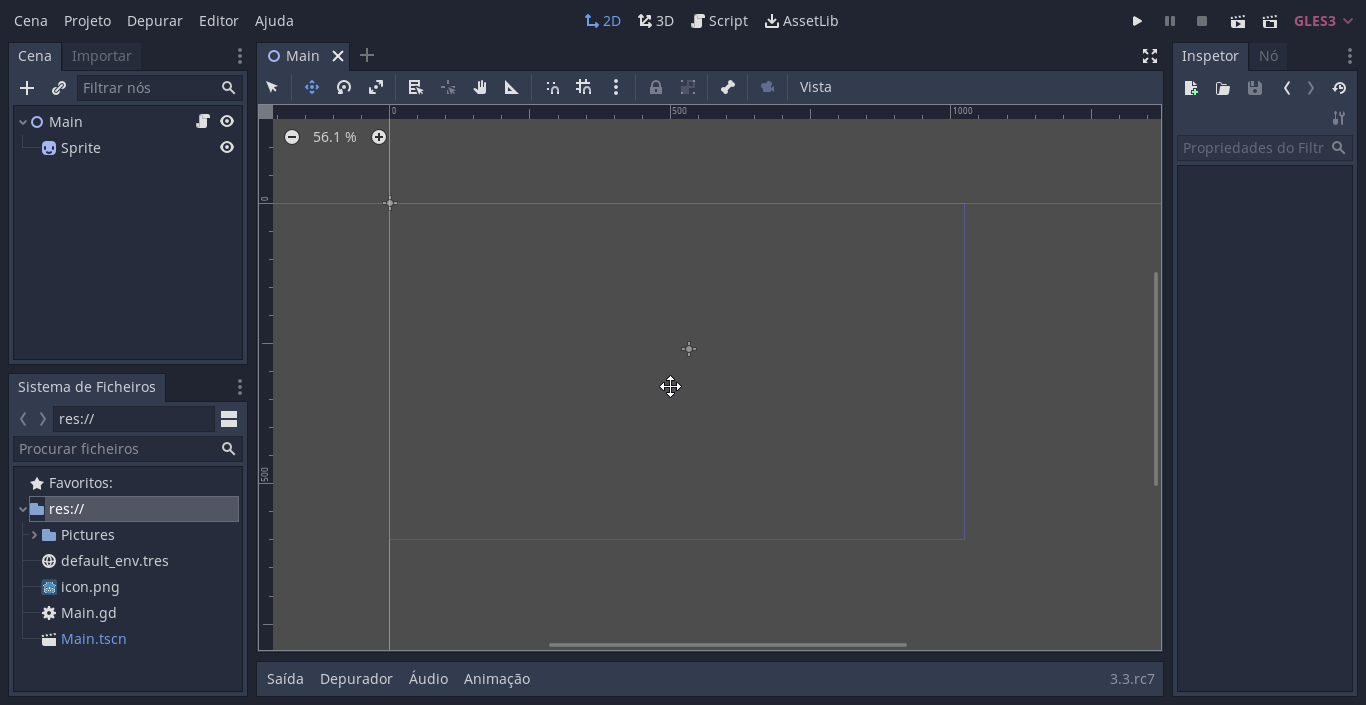 Cena Projeto Depurar Editor Ajuda 2D 3D Script AssetLib GLES3
Cena Importar
Filtrar nós
Main
Sprite
Sistema de Ficheiros
res://
Procurar ficheiros
Favoritos:
res://
Pictures
default_env.tres
icon.png
Main.gd
Main.tscn
Main
Vista
0 500 1000
56.1 %
0
500
Saída Depurador Áudio Animação 3.3.rc7
Inspetor Nó
Propriedades do Filtr